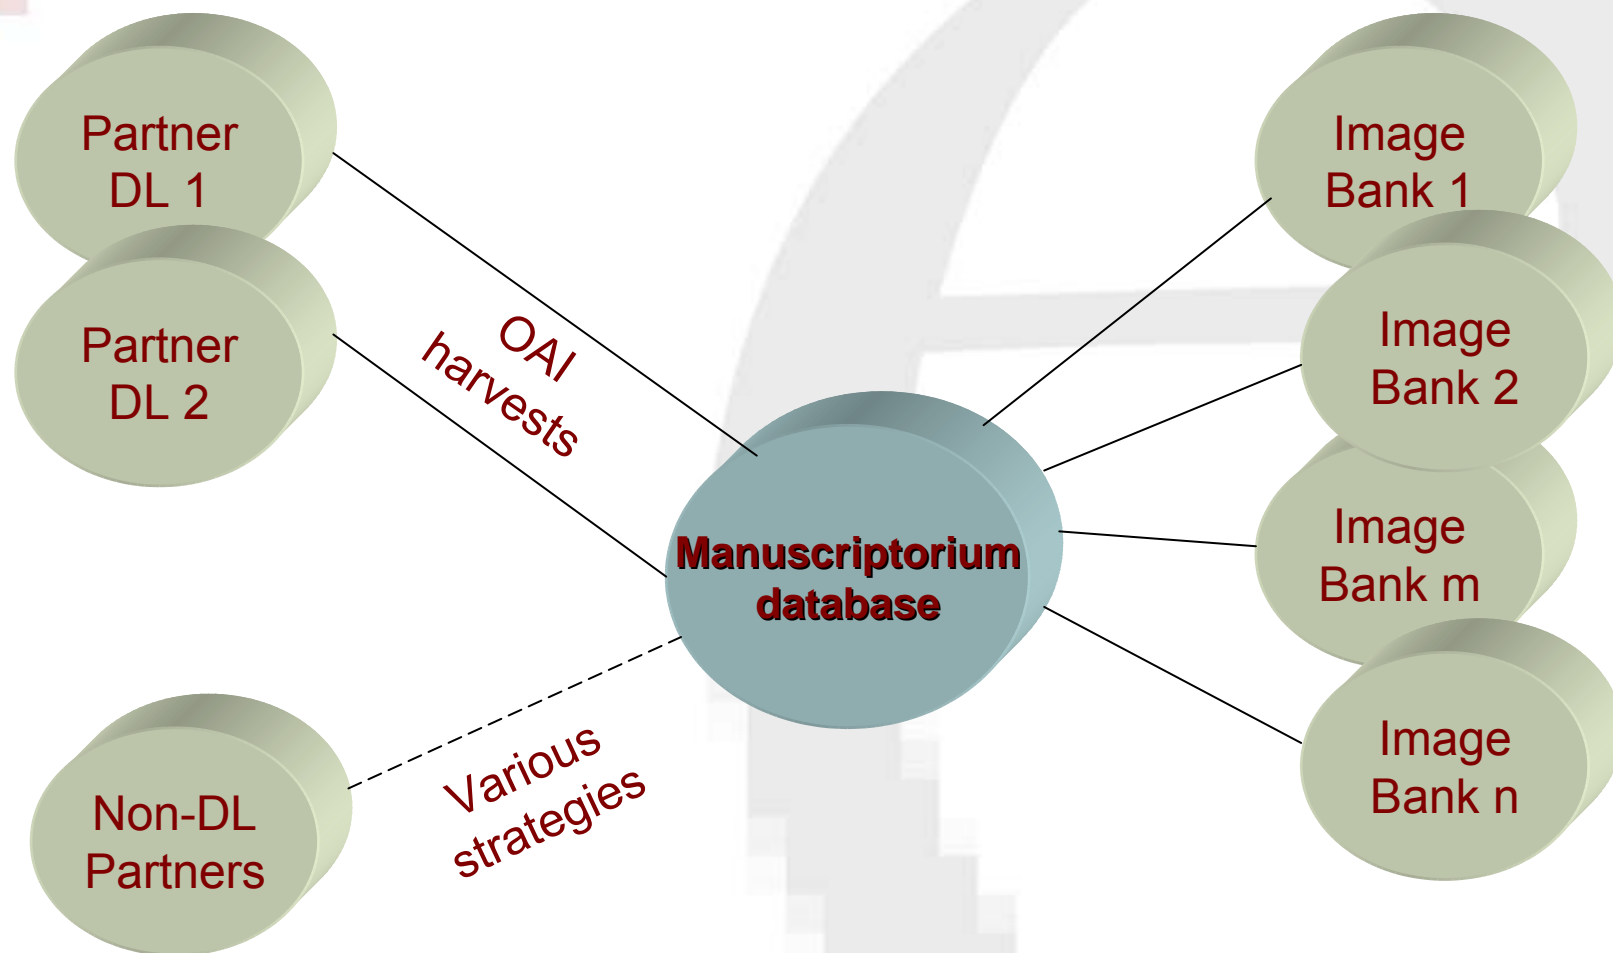 Partner
DL 1
Partner
DL 2
OAI
harvests
Non-DL
Partners
Various
strategies
Manuscriptorium
database
Image
Bank 1
Image
Bank 2
Image
Bank m
Image
Bank n